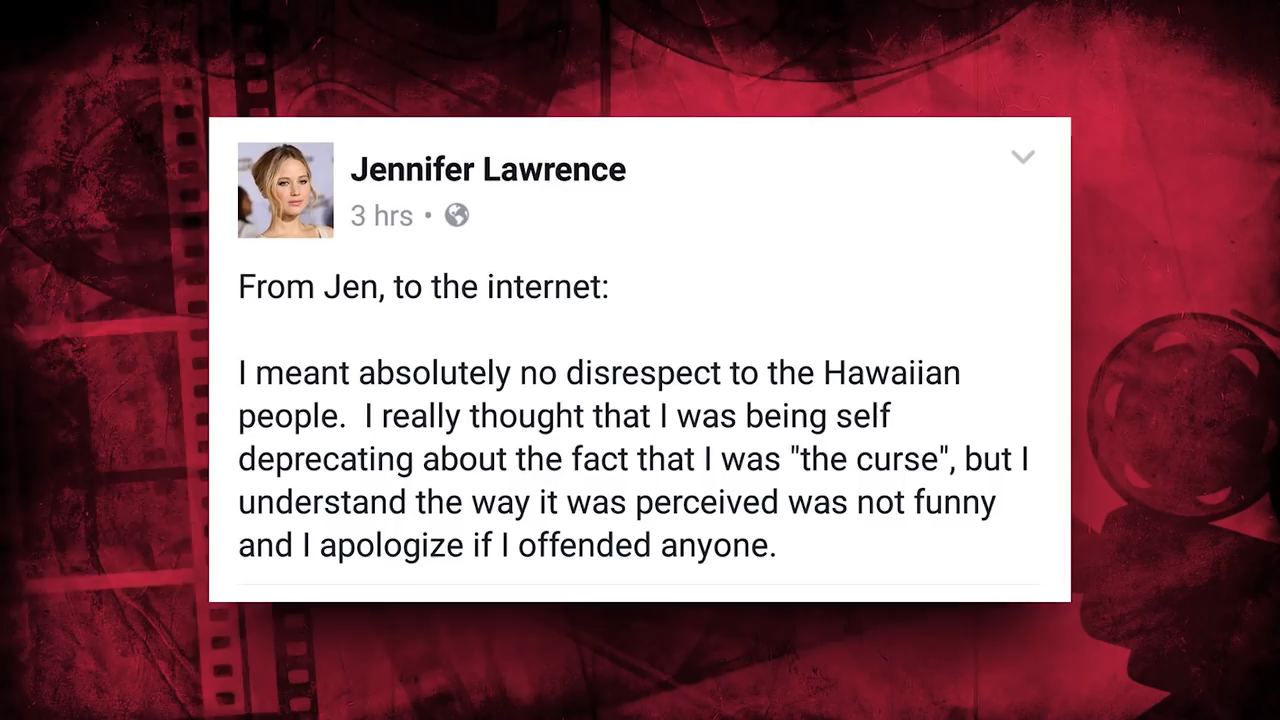 Jennifer Lawrence
3 hrs •
From Jen, to the internet:
I meant absolutely no disrespect to the Hawaiian
people.  I really thought that I was being self
deprecating about the fact that I was "the curse", but I
understand the way it was perceived was not funny
and I apologize if I offended anyone.